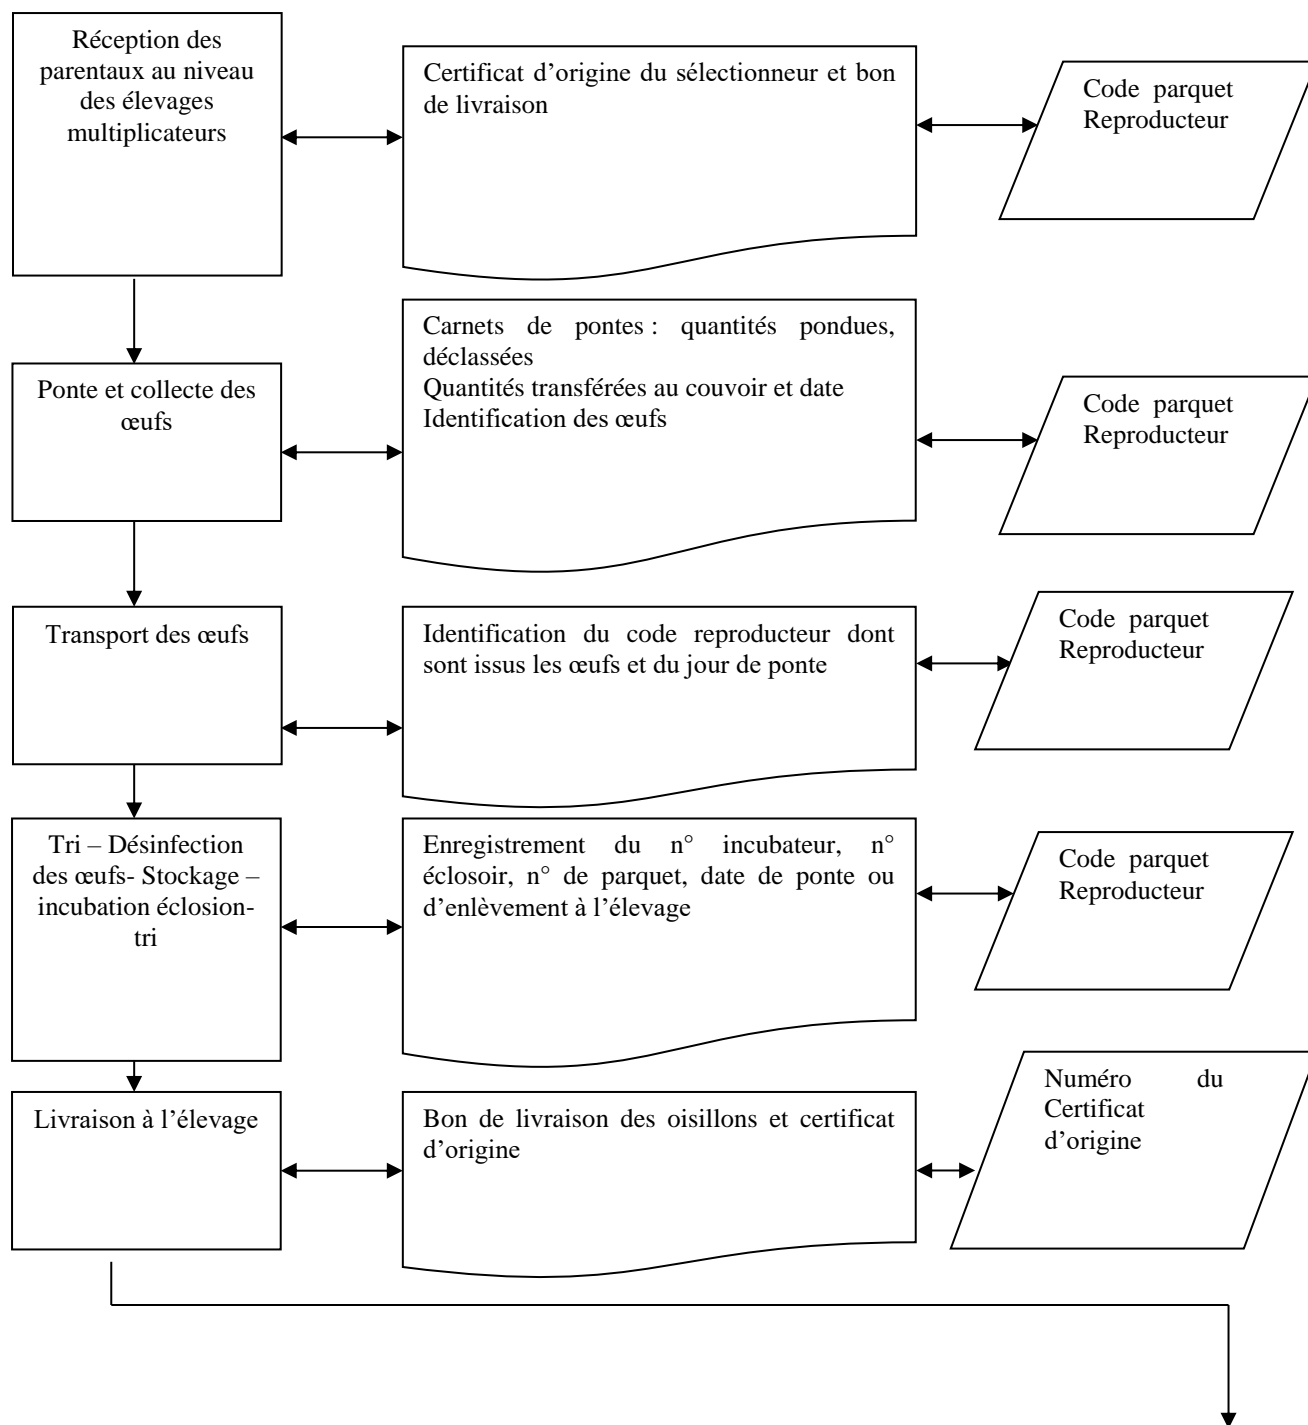 Réception des
parentaux au niveau
des élevages
multiplicateurs
Certificat d’origine du sélectionneur et bon
de livraison
Code parquet
Reproducteur
Ponte et collecte des
œufs
Carnets de pontes : quantités pondues,
déclassées
Quantités transférées au couvoir et date
Identification des œufs
Code parquet
Reproducteur
Transport des œufs
Identification du code reproducteur dont
sont issus les œufs et du jour de ponte
Code parquet
Reproducteur
Tri – Désinfection
des œufs- Stockage –
incubation éclosion-
tri
Enregistrement du n° incubateur, n°
éclosoir, n° de parquet, date de ponte ou
d’enlèvement à l’élevage
Code parquet
Reproducteur
Livraison à l’élevage
Bon de livraison des oisillons et certificat
d’origine
Numéro du
Certificat
d’origine